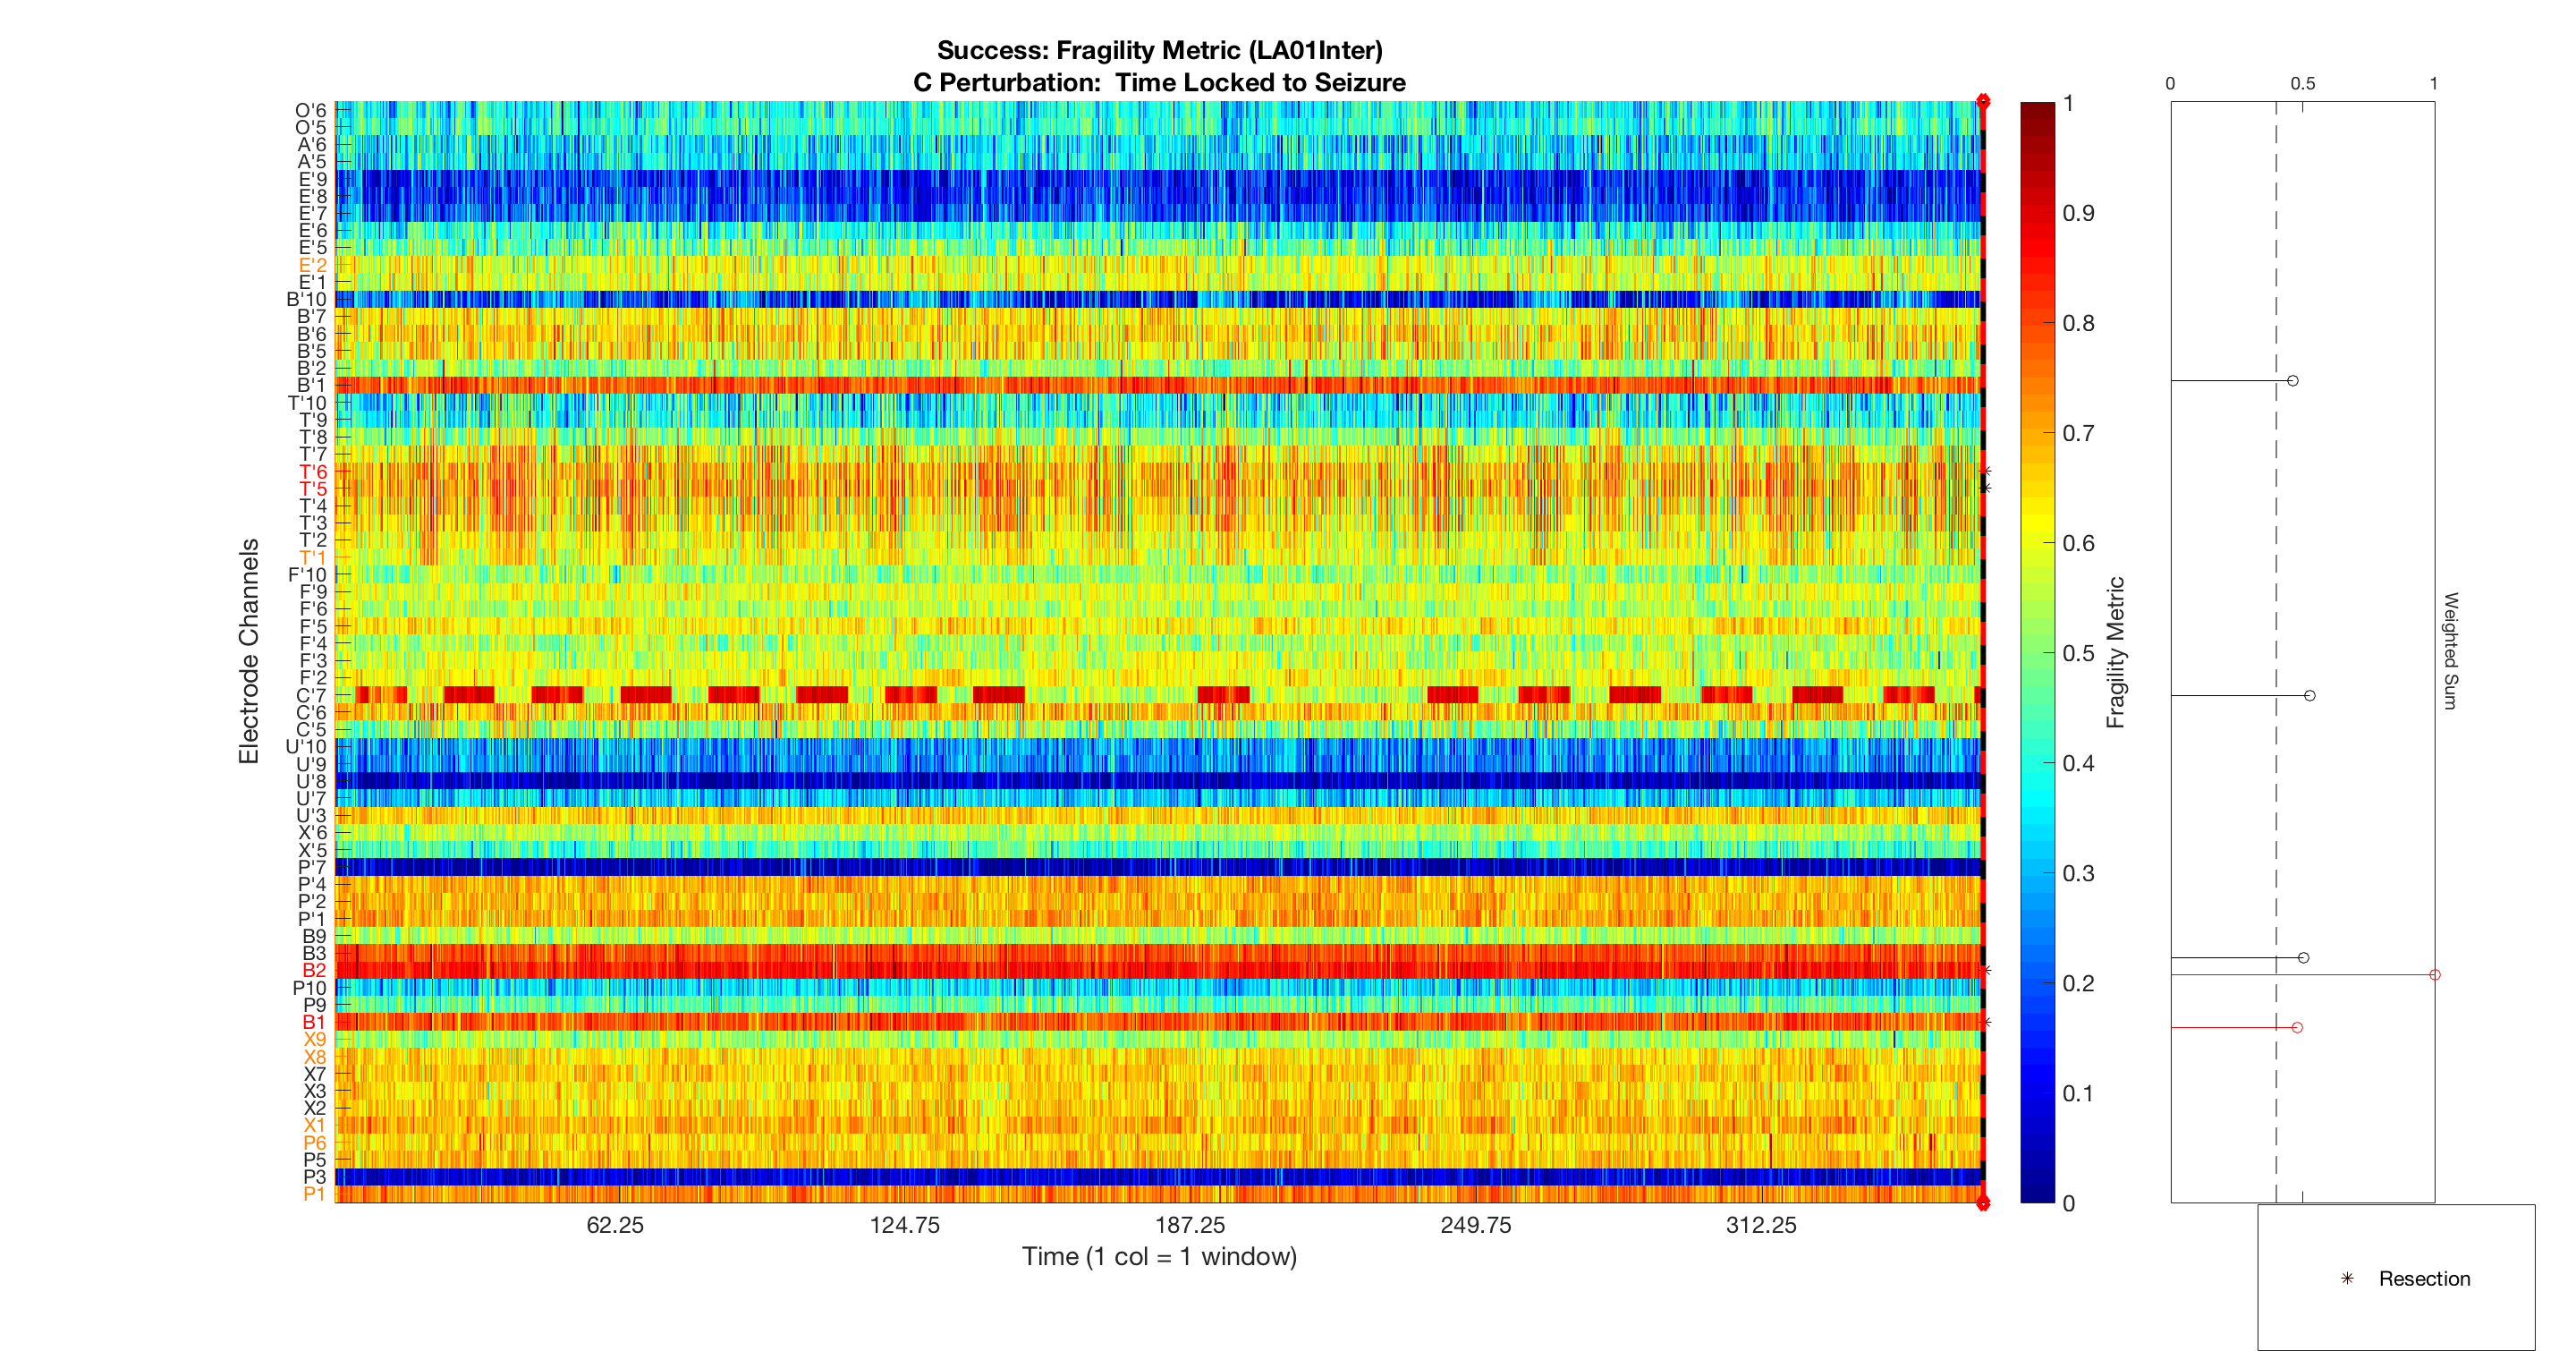 Success: Fragility Metric (LA01Inter)
C Perturbation:  Time Locked to Seizure
O'6
O'5
A'6
A'5
E'9
E'8
E'7
E'6
E'5
E'2
E'1
B'10
B'7
B'6
B'5
B'2
B'1
T'10
T'9
T'8
T'7
T'6
T'5
T'4
T'3
T'2
T'1
F'10
F'9
F'6
F'5
F'4
F'3
F'2
C'7
C'6
C'5
U'10
U'9
U'8
U'7
U'3
X'6
X'5
P'7
P'4
P'2
P'1
B9
B3
B2
P10
P9
B1
X9
X8
X7
X3
X2
X1
P6
P5
P3
P1
Electrode Channels
62.25 124.75 187.25 249.75 312.25
Time (1 col = 1 window)
1
0.9
0.8
0.7
0.6
0.5
0.4
0.3
0.2
0.1
0
Fragility Metric
0 0.5 1
Weighted Sum
Resection